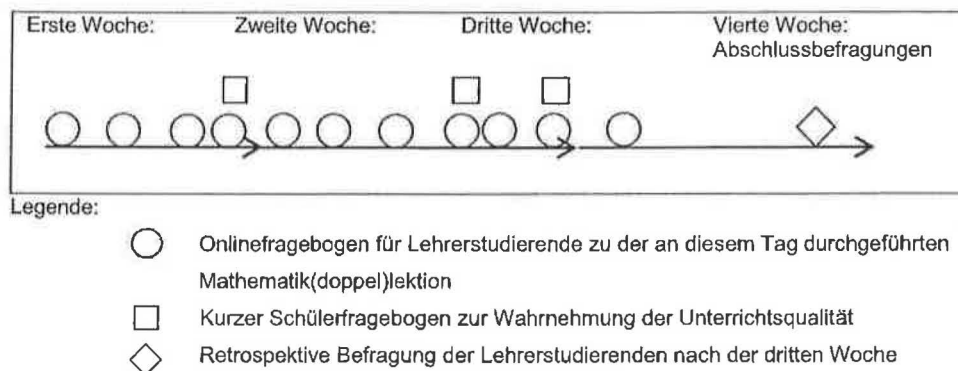 Erste Woche: Zweite Woche: Dritte Woche: Vierte Woche:
Abschlussbefragungen
Legende:
Onlinefragebogen für Lehrerstudierende zu der an diesem Tag durchgeführten
Mathematik(doppel)lektion
Kurzer Schülerfragebogen zur Wahrnehmung der Unterrichtsqualität
Retrospektive Befragung der Lehrerstudierenden nach der dritten Woche